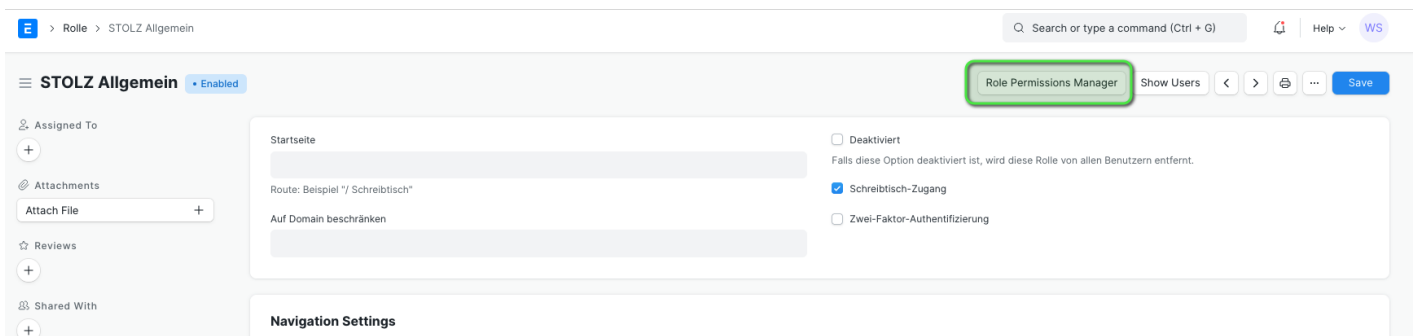 E > Rolle > STOLZ Allgemein Search or type a command (Ctrl + G) Help WS
STOLZ Allgemein • Enabled Role Permissions Manager Show Users < > ... Save
Assigned To
+
Attachments
Attach File +
Reviews
+
Shared With
+
Startseite
Route: Beispiel "/ Schreibtisch"
Auf Domain beschränken
Deaktiviert
Falls diese Option deaktiviert ist, wird diese Rolle von allen Benutzern entfernt.
Schreibtisch-Zugang
Zwei-Faktor-Authentifizierung
Navigation Settings